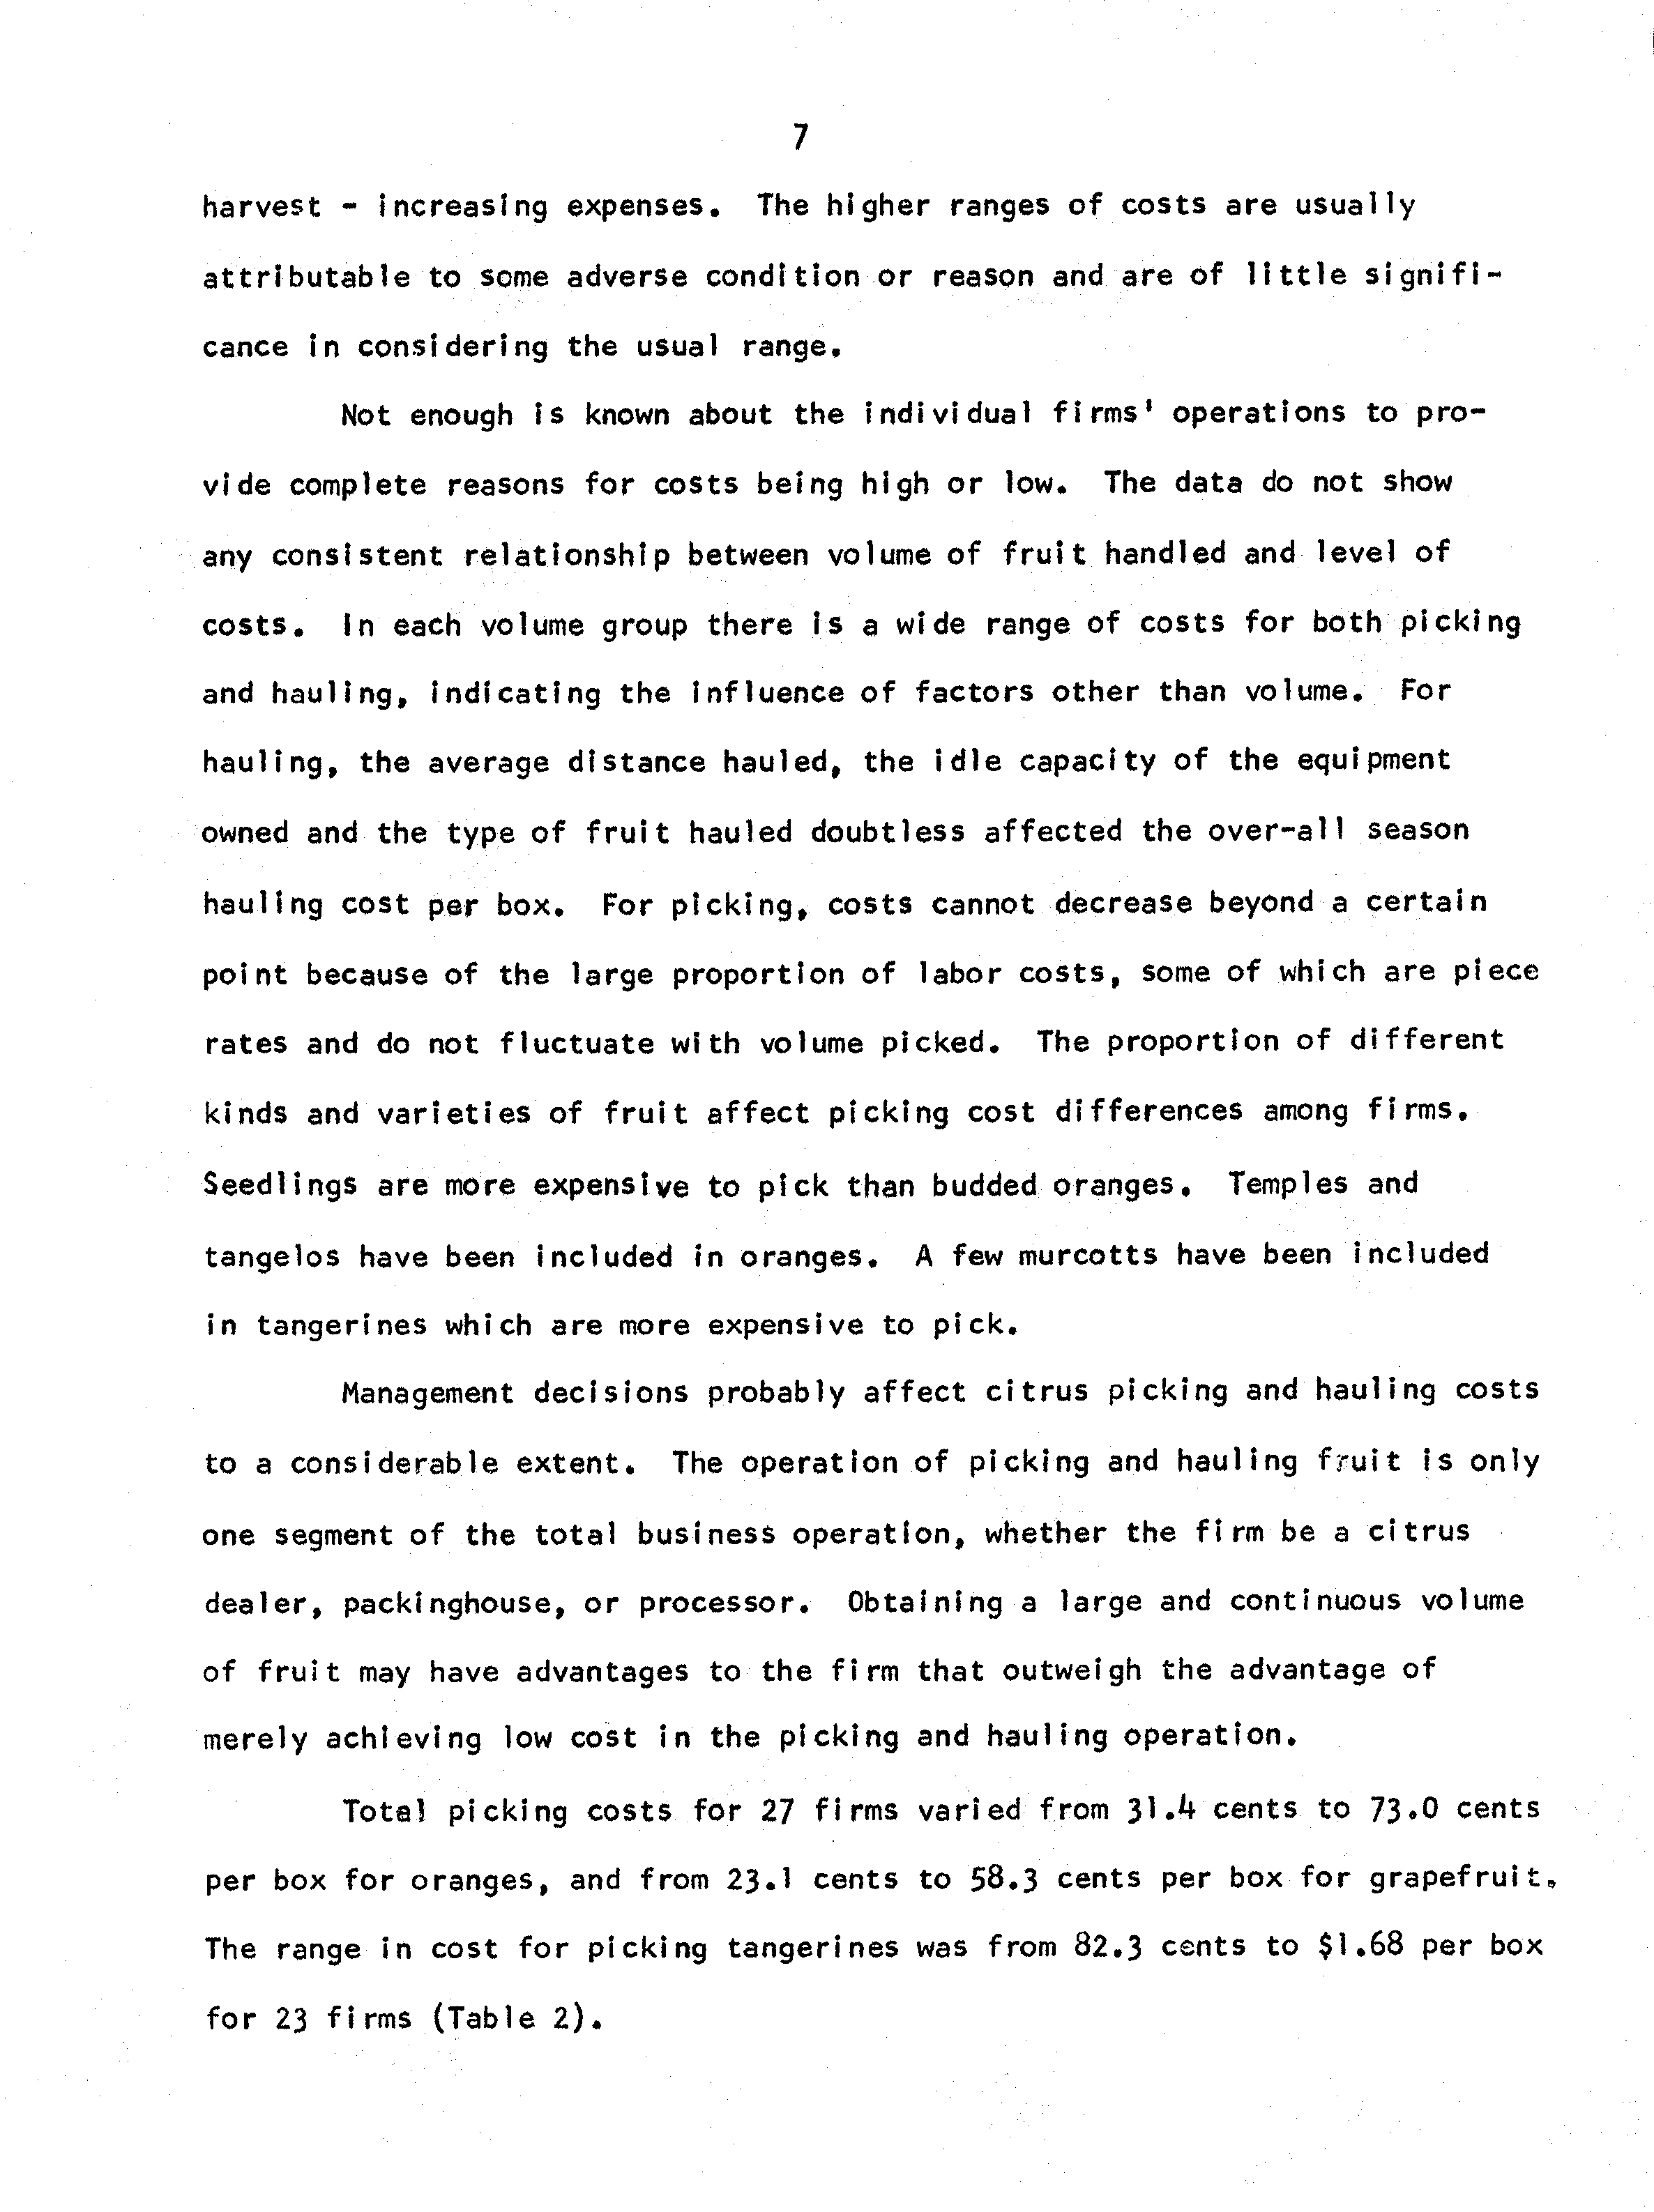 7
harvest - increasing expenses. The higher ranges of costs are usually
attributable to some adverse condition or reason and are of little signifi-
cance in considering the usual range.
Not enough is known about the individual firms' operations to pro-
vide complete reasons for costs being high or low. The data do not show
any consistent relationship between volume of fruit handled and level of
costs. In each volume group there is a wide range of costs for both picking
and hauling, indicating the influence of factors other than volume. For
hauling, the average distance hauled, the idle capacity of the equipment
owned and the type of fruit hauled doubtless affected the over-all season
hauling cost per box. For picking, costs cannot decrease beyond a certain
point because of the large proportion of labor costs, some of which are piece
rates and do not fluctuate with volume picked. The proportion of different
kinds and varieties of fruit affect picking cost differences among firms.
Seedlings are more expensive to pick than budded oranges. Temples and
tangelos have been included in oranges. A few murcotts have been included
in tangerines which are more expensive to pick.
Management decisions probably affect citrus picking and hauling costs
to a considerable extent. The operation of picking and hauling fruit is only
one segment of the total business operation, whether the firm be a citrus
dealer, packinghouse, or processor. Obtaining a large and continuous volume
of fruit may have advantages to the firm that outweigh the advantage of
merely achieving low cost in the picking and hauling operation.
Total picking costs for 27 firms varied from 31.4 cents to 73.0 cents
per box for oranges, and from 23.1 cents to 58.3 cents per box for grapefruit.
The range in cost for picking tangerines was from 82.3 cents to $1.68 per box
for 23 firms (Table 2).